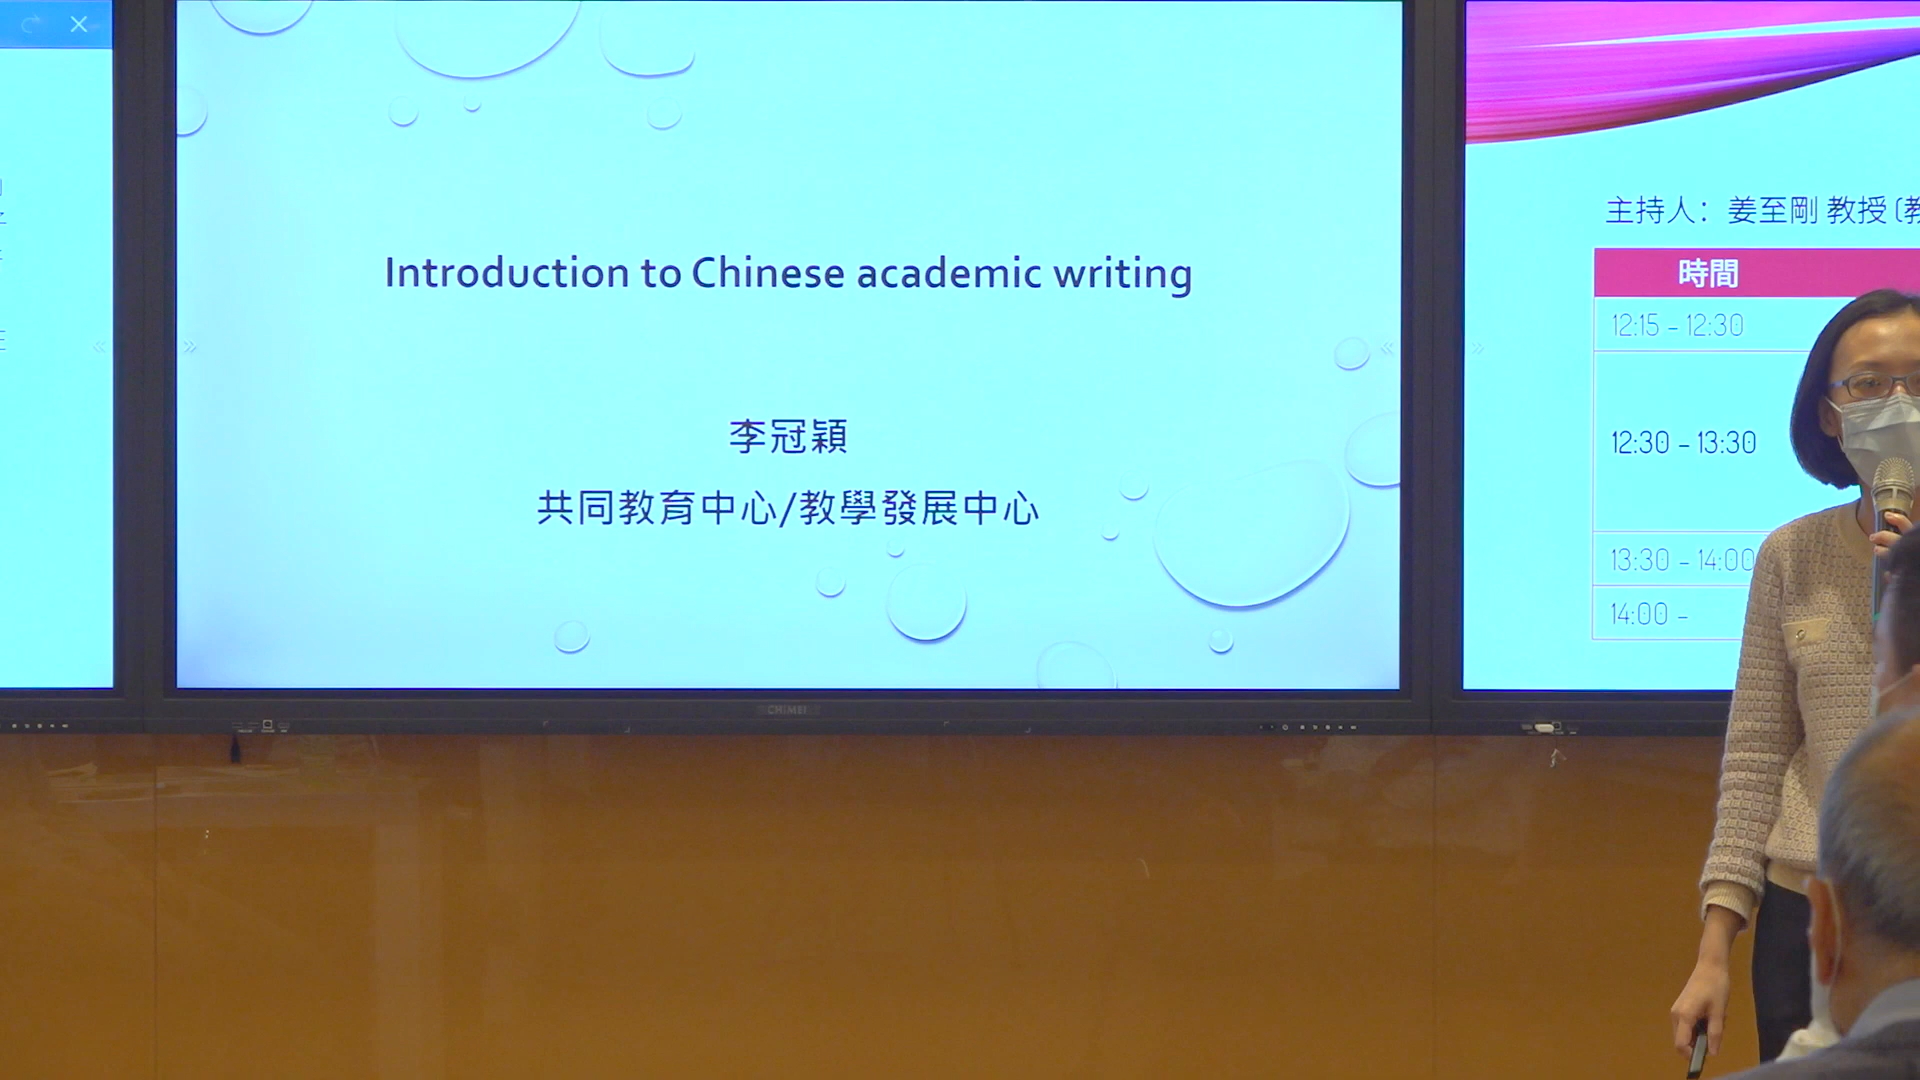 Introduction to Chinese academic writing
李冠穎
共同教育中心/教學發展中心
CHIMEI
主持人：姜至剛 教授 (教
時間
12:15 - 12:30
12:30 - 13:30
13:30 - 14:00
14:00 -